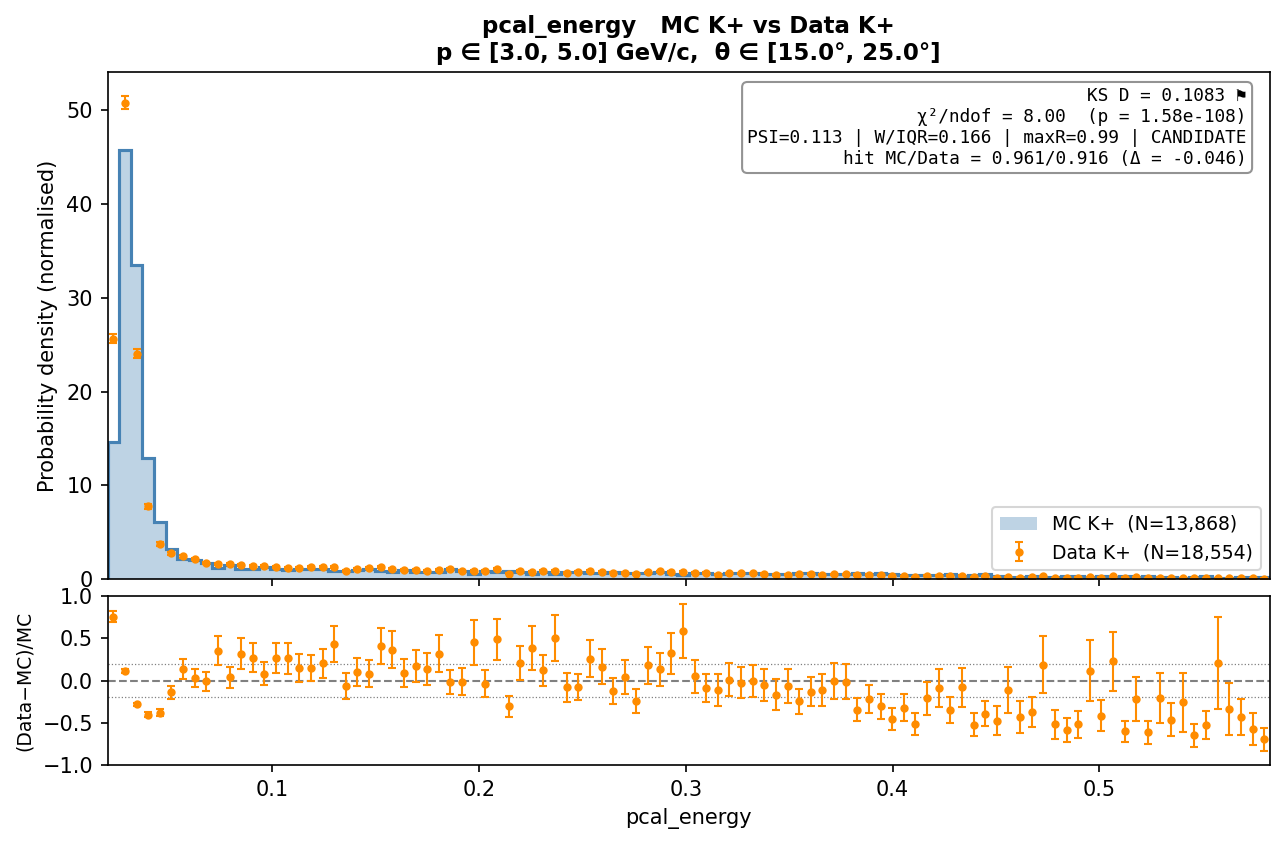 pcal_energy   MC K+ vs Data K+
p ∈ [3.0, 5.0] GeV/c,  θ ∈ [15.0°, 25.0°]
KS D = 0.1083 ⚑
χ²/ndof = 8.00  (p = 1.58e-108)
PSI=0.113 | W/IQR=0.166 | maxR=0.99 | CANDIDATE
hit MC/Data = 0.961/0.916 (Δ = -0.046)
Probability density (normalised)
50
40
30
20
10
0
MC K+  (N=13,868)
Data K+  (N=18,554)
(Data−MC)/MC
1.0
0.5
0.0
−0.5
−1.0
0.1
0.2
0.3
0.4
0.5
pcal_energy